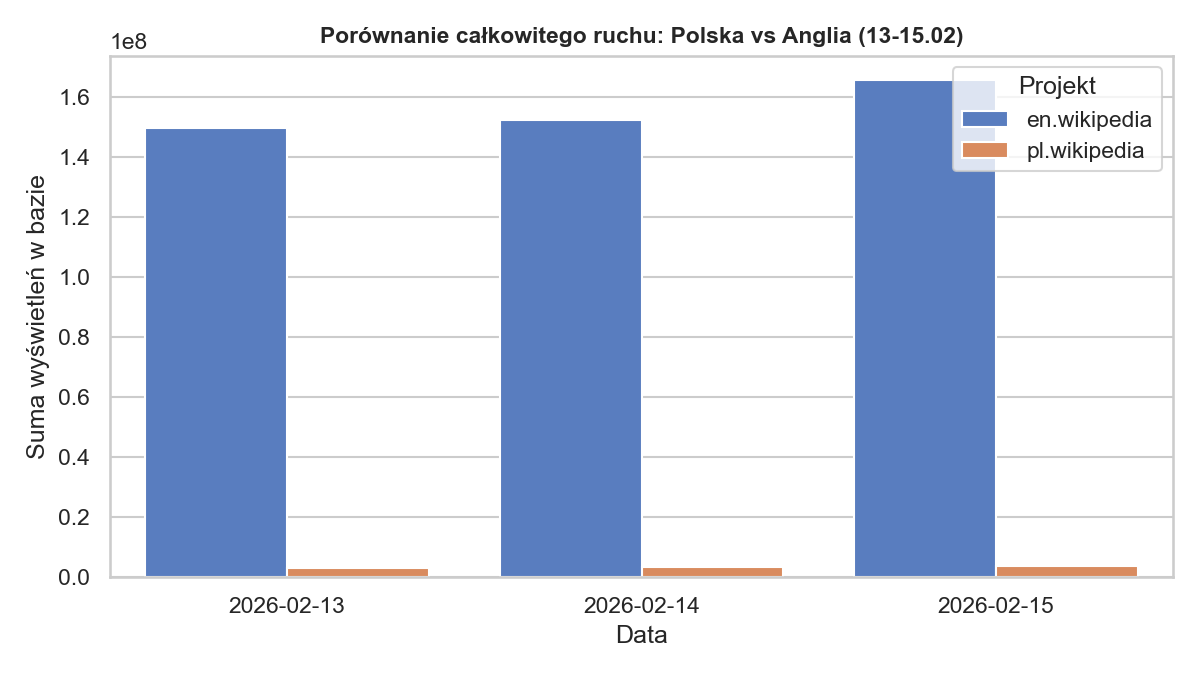 Porównanie całkowitego ruchu: Polska vs Anglia (13-15.02)
1e8
Projekt
en.wikipedia
pl.wikipedia
Suma wyświetleń w bazie
1.6
1.4
1.2
1.0
0.8
0.6
0.4
0.2
0.0
2026-02-13 2026-02-14 2026-02-15
Data